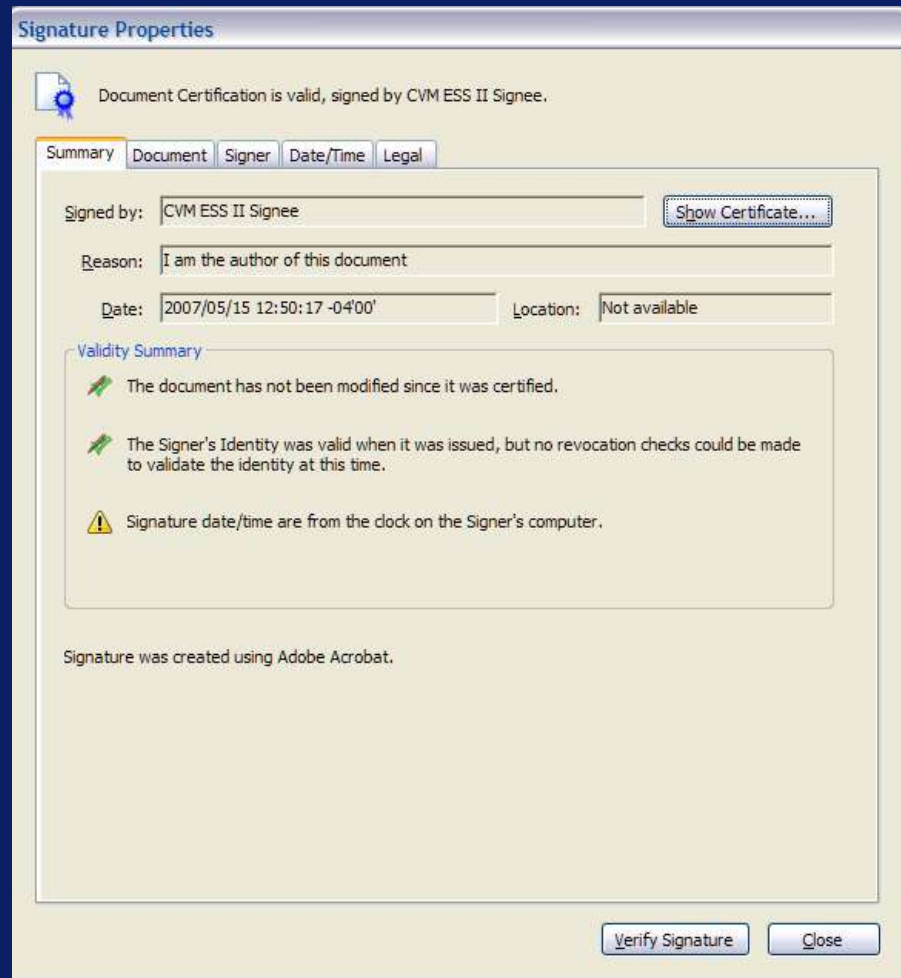 Signature Properties
Document Certification is valid, signed by CVM ESS II Signee.
Summary Document Signer Date/Time Legal
Signed by: CVM ESS II Signee Show Certificate...
Reason: I am the author of this document
Date: 2007/05/15 12:50:17 -04'00' Location: Not available
Validity Summary
The document has not been modified since it was certified.
The Signer's Identity was valid when it was issued, but no revocation checks could be made
to validate the identity at this time.
Signature date/time are from the clock on the Signer's computer.
Signature was created using Adobe Acrobat.
Verify Signature Close